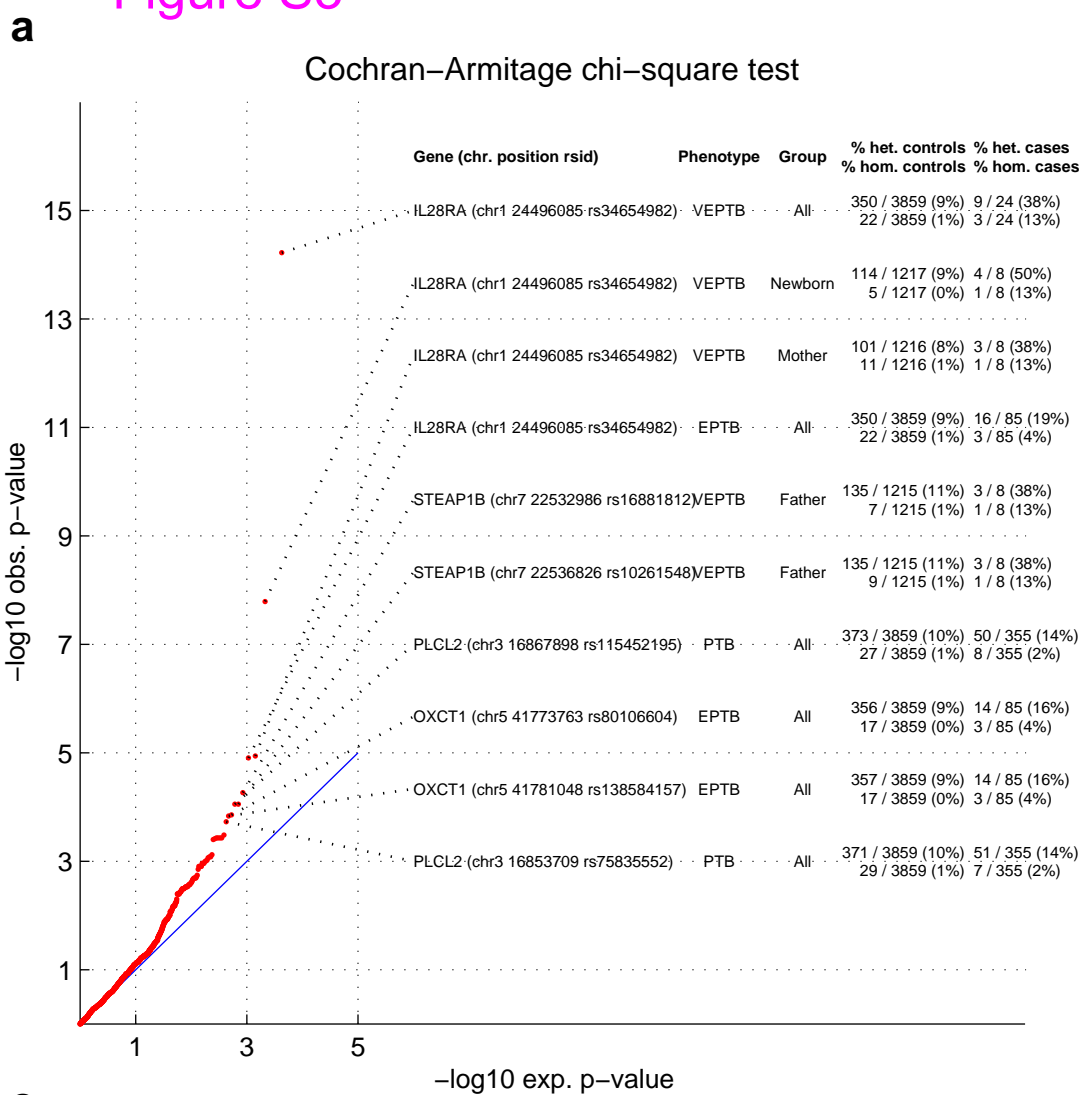 Figure S
a
Cochran−Armitage chi−square test
Gene (chr. position rsid) Phenotype Group % het. controls % het. cases
% hom. controls % hom. cases
IL28RA (chr1 24496085 rs34654982) VEPTB All 350 / 3859 (9%) 9 / 24 (38%)
22 / 3859 (1%) 3 / 24 (13%)
IL28RA (chr1 24496085 rs34654982) VEPTB Newborn 114 / 1217 (9%) 4 / 8 (50%)
5 / 1217 (0%) 1 / 8 (13%)
IL28RA (chr1 24496085 rs34654982) VEPTB Mother 101 / 1216 (8%) 3 / 8 (38%)
11 / 1216 (1%) 1 / 8 (13%)
IL28RA (chr1 24496085 rs34654982) EPTB All 350 / 3859 (9%) 16 / 85 (19%)
22 / 3859 (1%) 3 / 85 (4%)
STEAP1B (chr7 22532986 rs16881812) VEPTB Father 135 / 1215 (11%) 3 / 8 (38%)
7 / 1215 (1%) 1 / 8 (13%)
STEAP1B (chr7 22536826 rs10261548) VEPTB Father 135 / 1215 (11%) 3 / 8 (38%)
9 / 1215 (1%) 1 / 8 (13%)
PLCL2 (chr3 16867898 rs115452195) PTB All 373 / 3859 (10%) 50 / 355 (14%)
27 / 3859 (1%) 8 / 355 (2%)
OXCT1 (chr5 41773763 rs80106604) EPTB All 356 / 3859 (9%) 14 / 85 (16%)
17 / 3859 (0%) 3 / 85 (4%)
OXCT1 (chr5 41781048 rs138584157) EPTB All 357 / 3859 (9%) 14 / 85 (16%)
17 / 3859 (0%) 3 / 85 (4%)
PLCL2 (chr3 16853709 rs75835552) PTB All 371 / 3859 (10%) 51 / 355 (14%)
29 / 3859 (1%) 7 / 355 (2%)
15
13
11
9
7
5
3
1
−log10 obs. p−value
1 3 5
−log10 exp. p−value